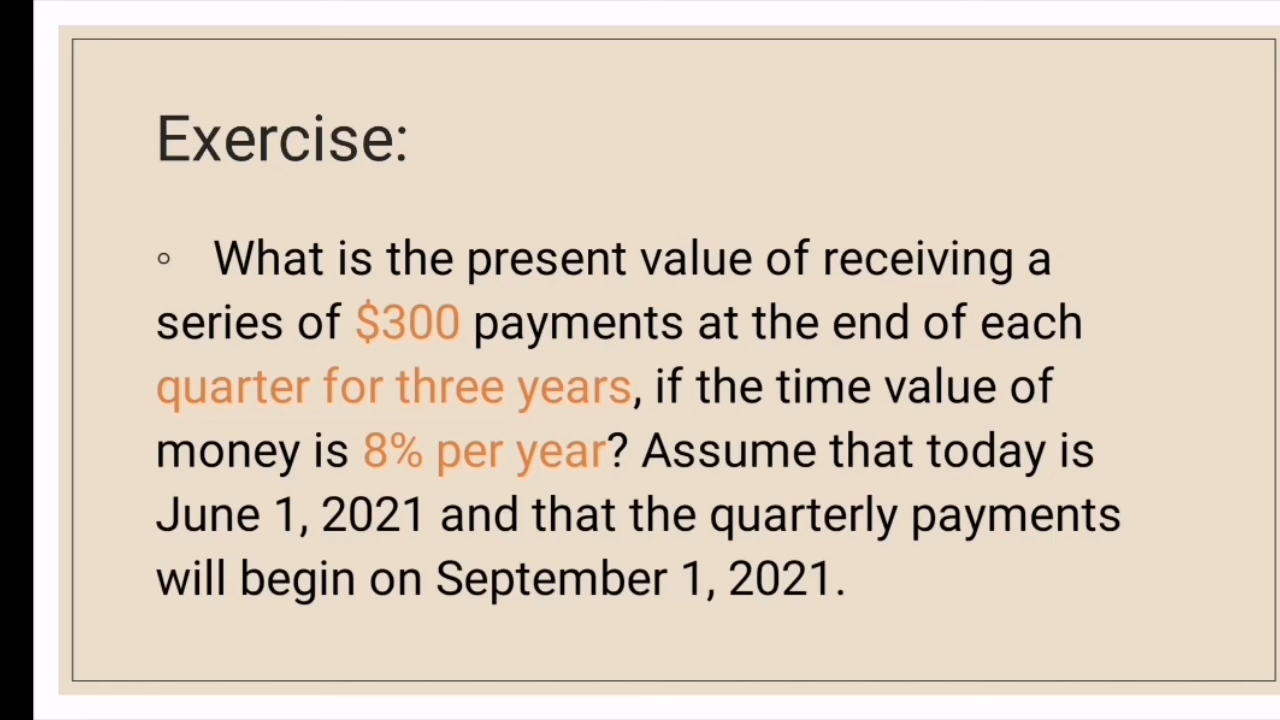 Exercise:
◦ What is the present value of receiving a
series of $300 payments at the end of each
quarter for three years, if the time value of
money is 8% per year? Assume that today is
June 1, 2021 and that the quarterly payments
will begin on September 1, 2021.